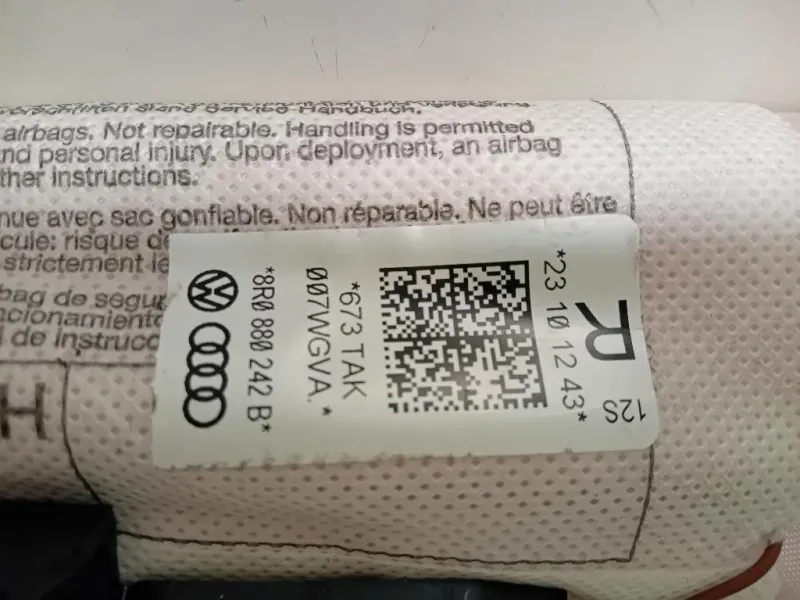 airbags. Not repairable. Handling is permitted
nd personal injury. Upon deployment, an airbag
ther instructions.
nue avec sac gonflable. Non réparable. Ne peut être
cule: risque de
strictement le
bag de segur
ncionamiento
de instrucc
H
*8R0 880 242 B*
*673 TAK
007WGVA.*
*23 10 12 43*
R
12S